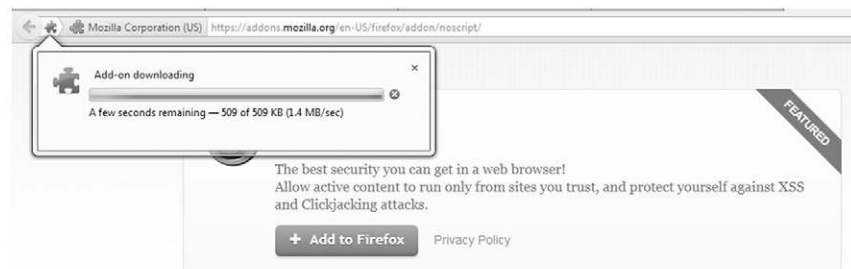 Mozilla Corporation (US) https://addons.mozilla.org/en-US/firefox/addon/noscript/
Add-on downloading
A few seconds remaining — 509 of 509 KB (1.4 MB/sec)
FEATURED
The best security you can get in a web browser!
Allow active content to run only from sites you trust, and protect yourself against XSS
and Clickjacking attacks.
+ Add to Firefox Privacy Policy